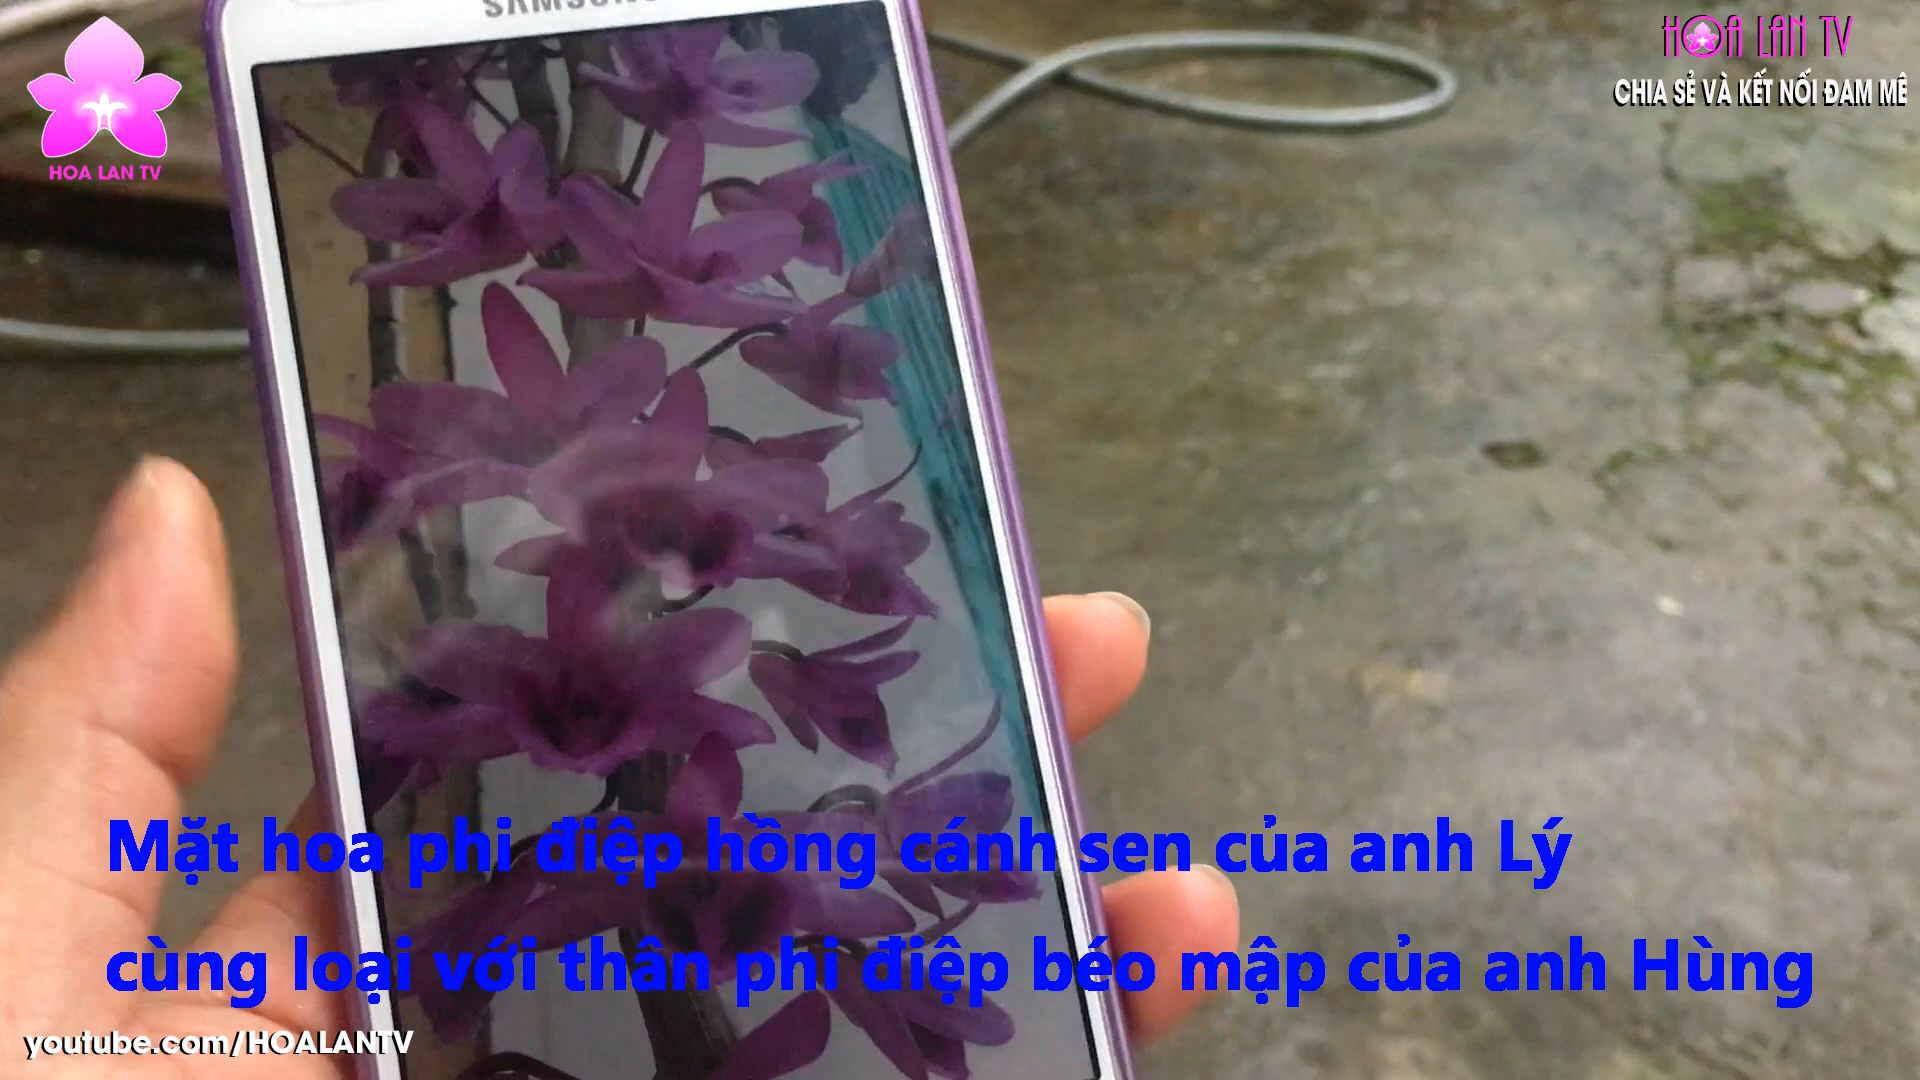 SAMSUNG
HOA LAN TV
HOA LAN TV
CHIA SẺ VÀ KẾT NỐI ĐAM MÊ
Mặt hoa phi điệp hồng cánh sen của anh Lý
cùng loại với thân phi điệp béo mập của anh Hùng
youtube.com/HOALANTV